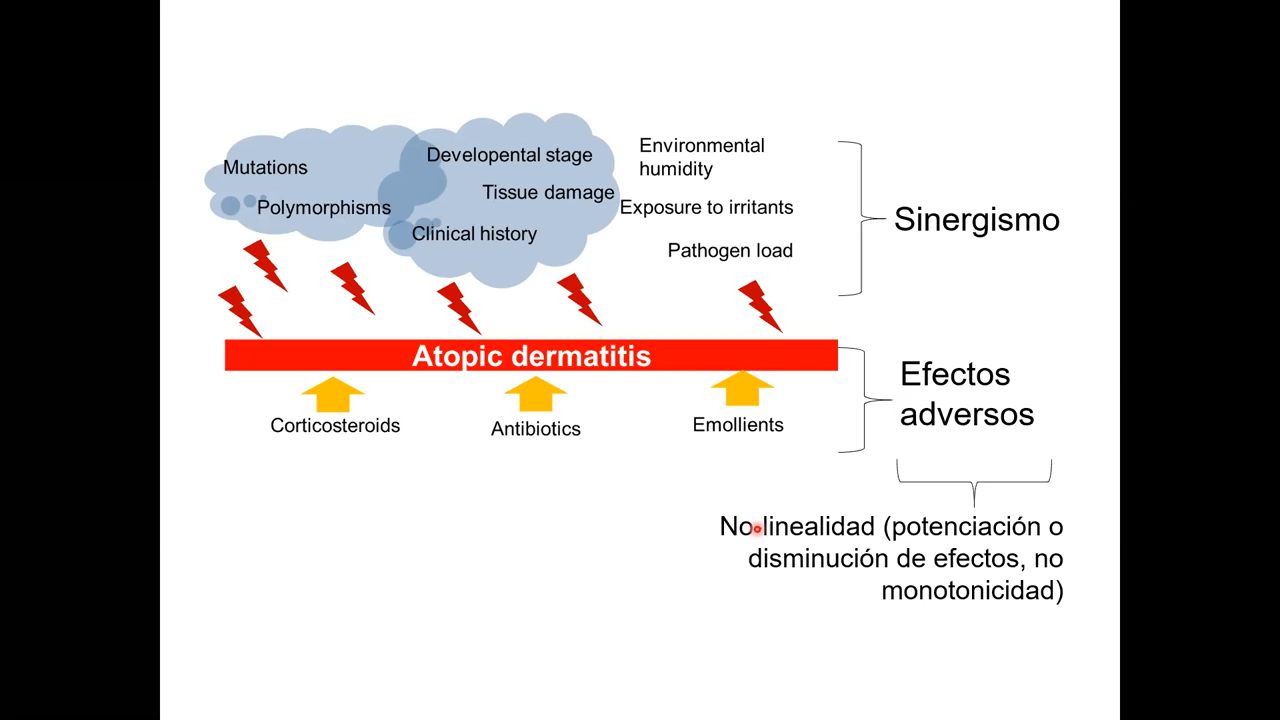 Mutations
Polymorphisms
Developental stage
Tissue damage
Clinical history
Environmental
humidity
Exposure to irritants
Pathogen load
Sinergismo
Atopic dermatitis
Corticosteroids
Antibiotics
Emollients
Efectos
adversos
No linealidad (potenciación o
disminución de efectos, no
monotonicidad)